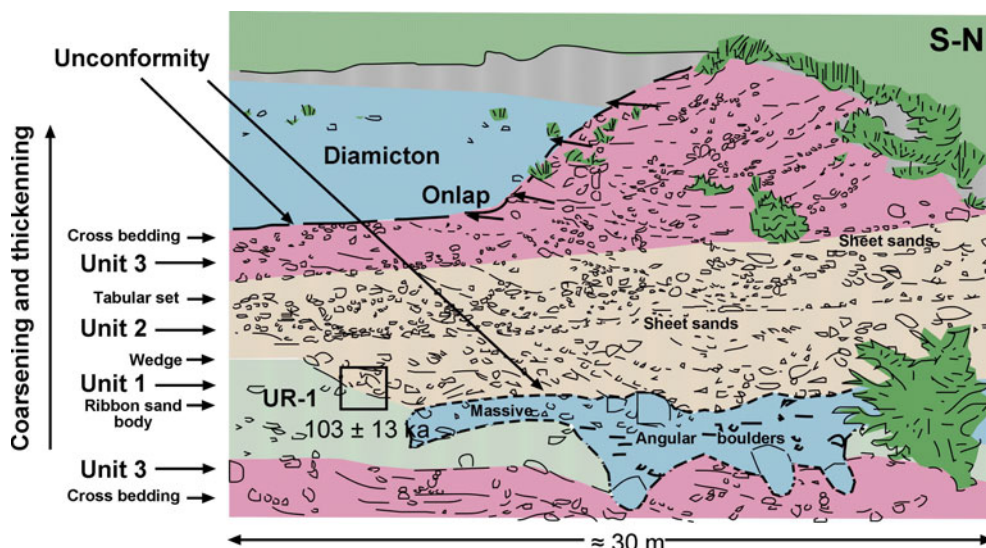 S-N
Unconformity
Diamicton
Onlap
Coarsening and thickenning
Cross bedding
Unit 3
Sheet sands
Tabular set
Unit 2
Sheet sands
Wedge
Unit 1
UR-1
Ribbon sand
body
Massive
103 ± 13 ka
Angular boulders
Unit 3
Cross bedding
≈ 30 m